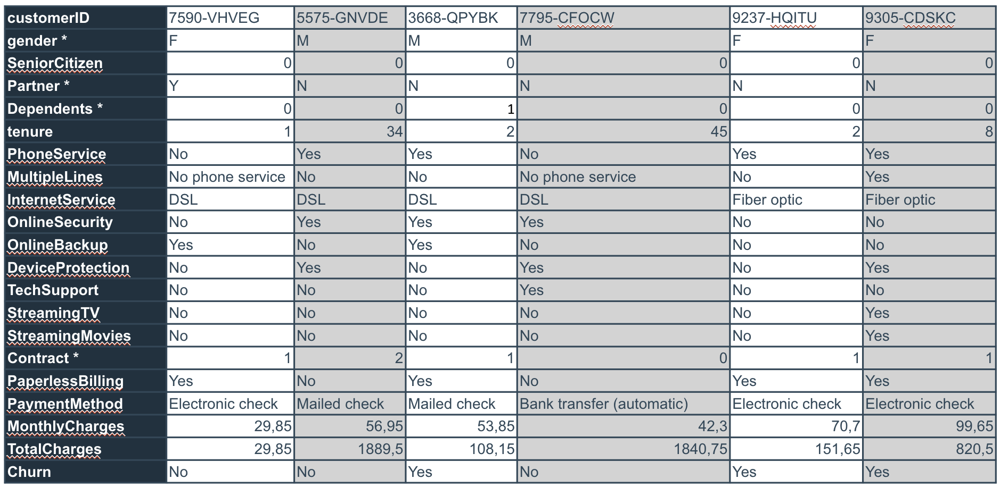 customerID 7590-VHVEG 5575-GNVDE 3668-QPYBK 7795-CFOCW 9237-HQITU 9305-CDSKC
gender * F M M M F F
SeniorCitizen 0 0 0 0 0 0
Partner * Y N N N N N
Dependents * 0 0 1 0 0 0
tenure 1 34 2 45 2 8
PhoneService No Yes Yes No Yes Yes
MultipleLines No phone service No No No phone service No Yes
InternetService DSL DSL DSL DSL Fiber optic Fiber optic
OnlineSecurity No Yes Yes Yes No No
OnlineBackup Yes No Yes No No No
DeviceProtection No Yes No Yes No Yes
TechSupport No No No Yes No No
StreamingTV No No No No No Yes
StreamingMovies No No No No No Yes
Contract * 1 2 1 0 1 1
PaperlessBilling Yes No Yes No Yes Yes
PaymentMethod Electronic check Mailed check Mailed check Bank transfer (automatic) Electronic check Electronic check
MonthlyCharges 29,85 56,95 53,85 42,3 70,7 99,65
TotalCharges 29,85 1889,5 108,15 1840,75 151,65 820,5
Churn No No Yes No Yes Yes